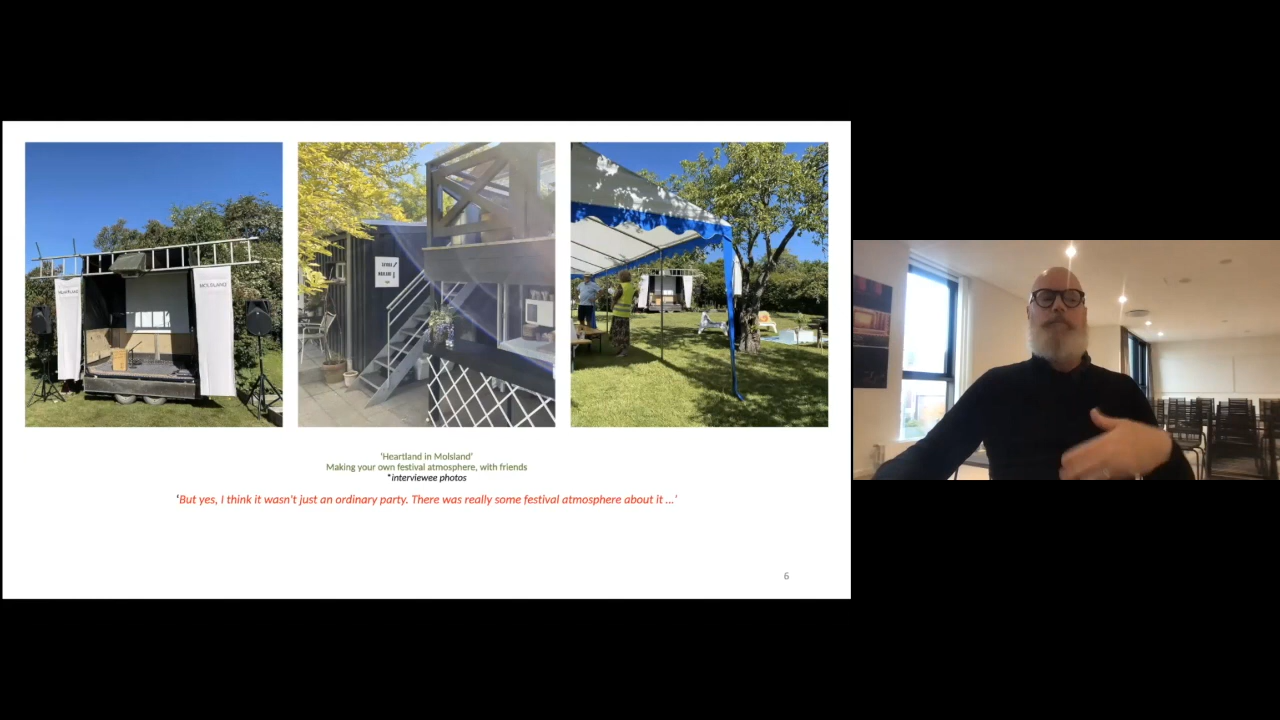 'Heartland in Molsland'
Making your own festival atmosphere, with friends
*interviewee photos
'But yes, I think it wasn't just an ordinary party. There was really some festival atmosphere about it ...'
6